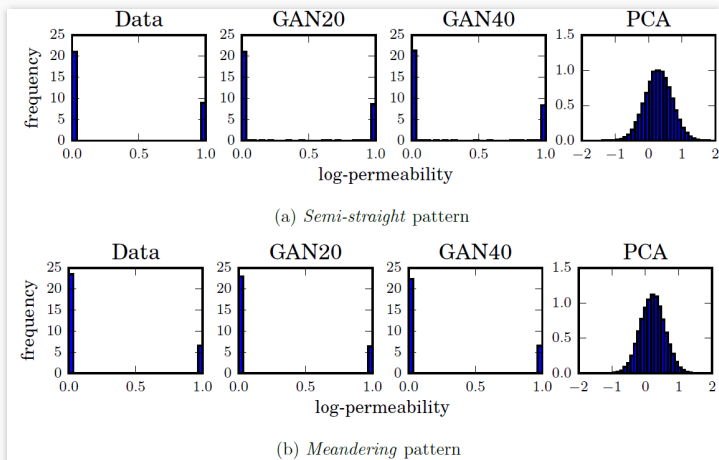 Data GAN20 GAN40 PCA
frequency
25 25 25 1.5
20 20 20
15 15 15 1.0
10 10 10 0.5
5 5 5
0 0 0 0.0
0.0 0.5 1.0 0.0 0.5 1.0 0.0 0.5 1.0 −2 −1 0 1 2
log-permeability
(a) Semi-straight pattern
Data GAN20 GAN40 PCA
frequency
25 25 25 1.5
20 20 20
15 15 15 1.0
10 10 10 0.5
5 5 5
0 0 0 0.0
0.0 0.5 1.0 0.0 0.5 1.0 0.0 0.5 1.0 −2 −1 0 1 2
log-permeability
(b) Meandering pattern